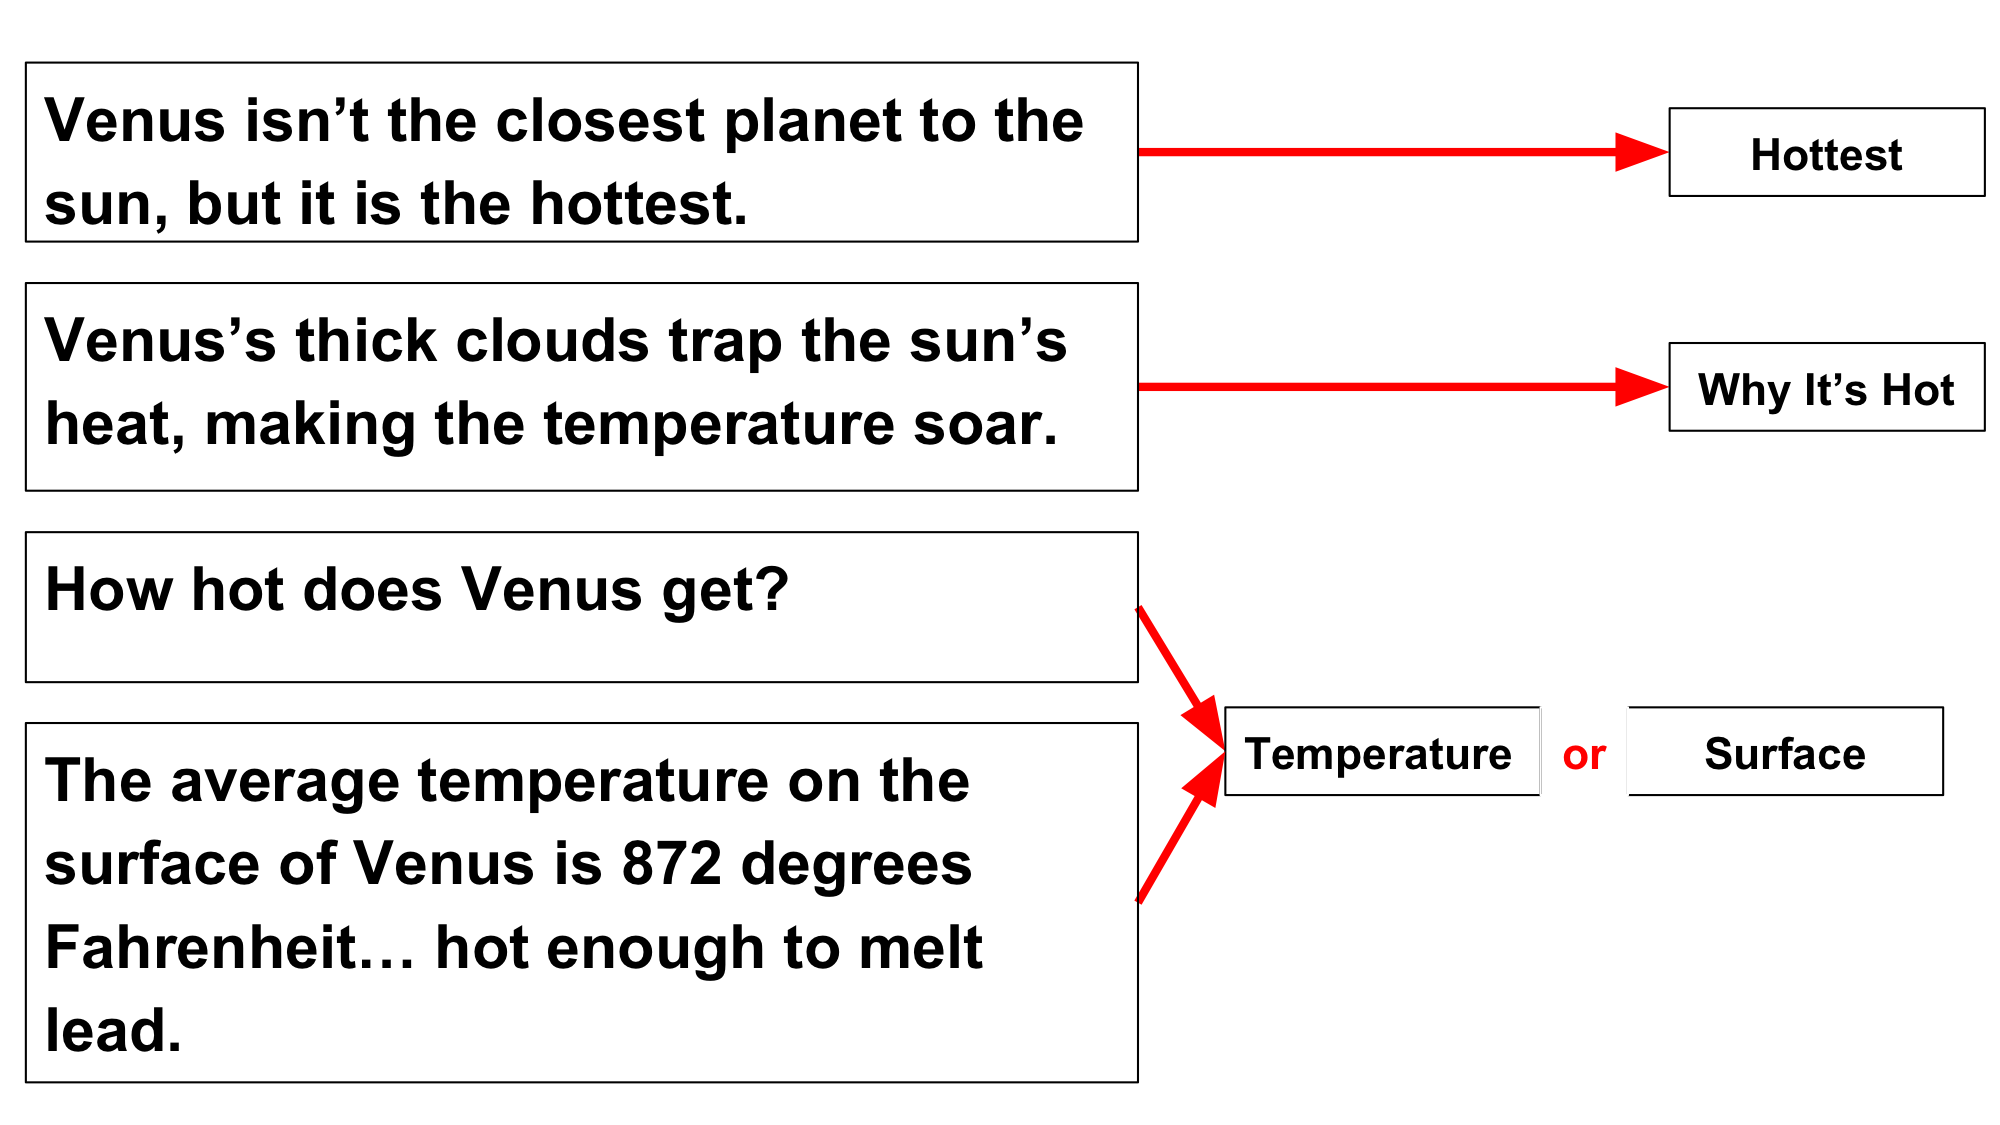 Venus isn’t the closest planet to the
sun, but it is the hottest.
Hottest
Venus’s thick clouds trap the sun’s
heat, making the temperature soar.
Why It’s Hot
How hot does Venus get?
The average temperature on the
surface of Venus is 872 degrees
Fahrenheit… hot enough to melt
lead.
Temperature or Surface